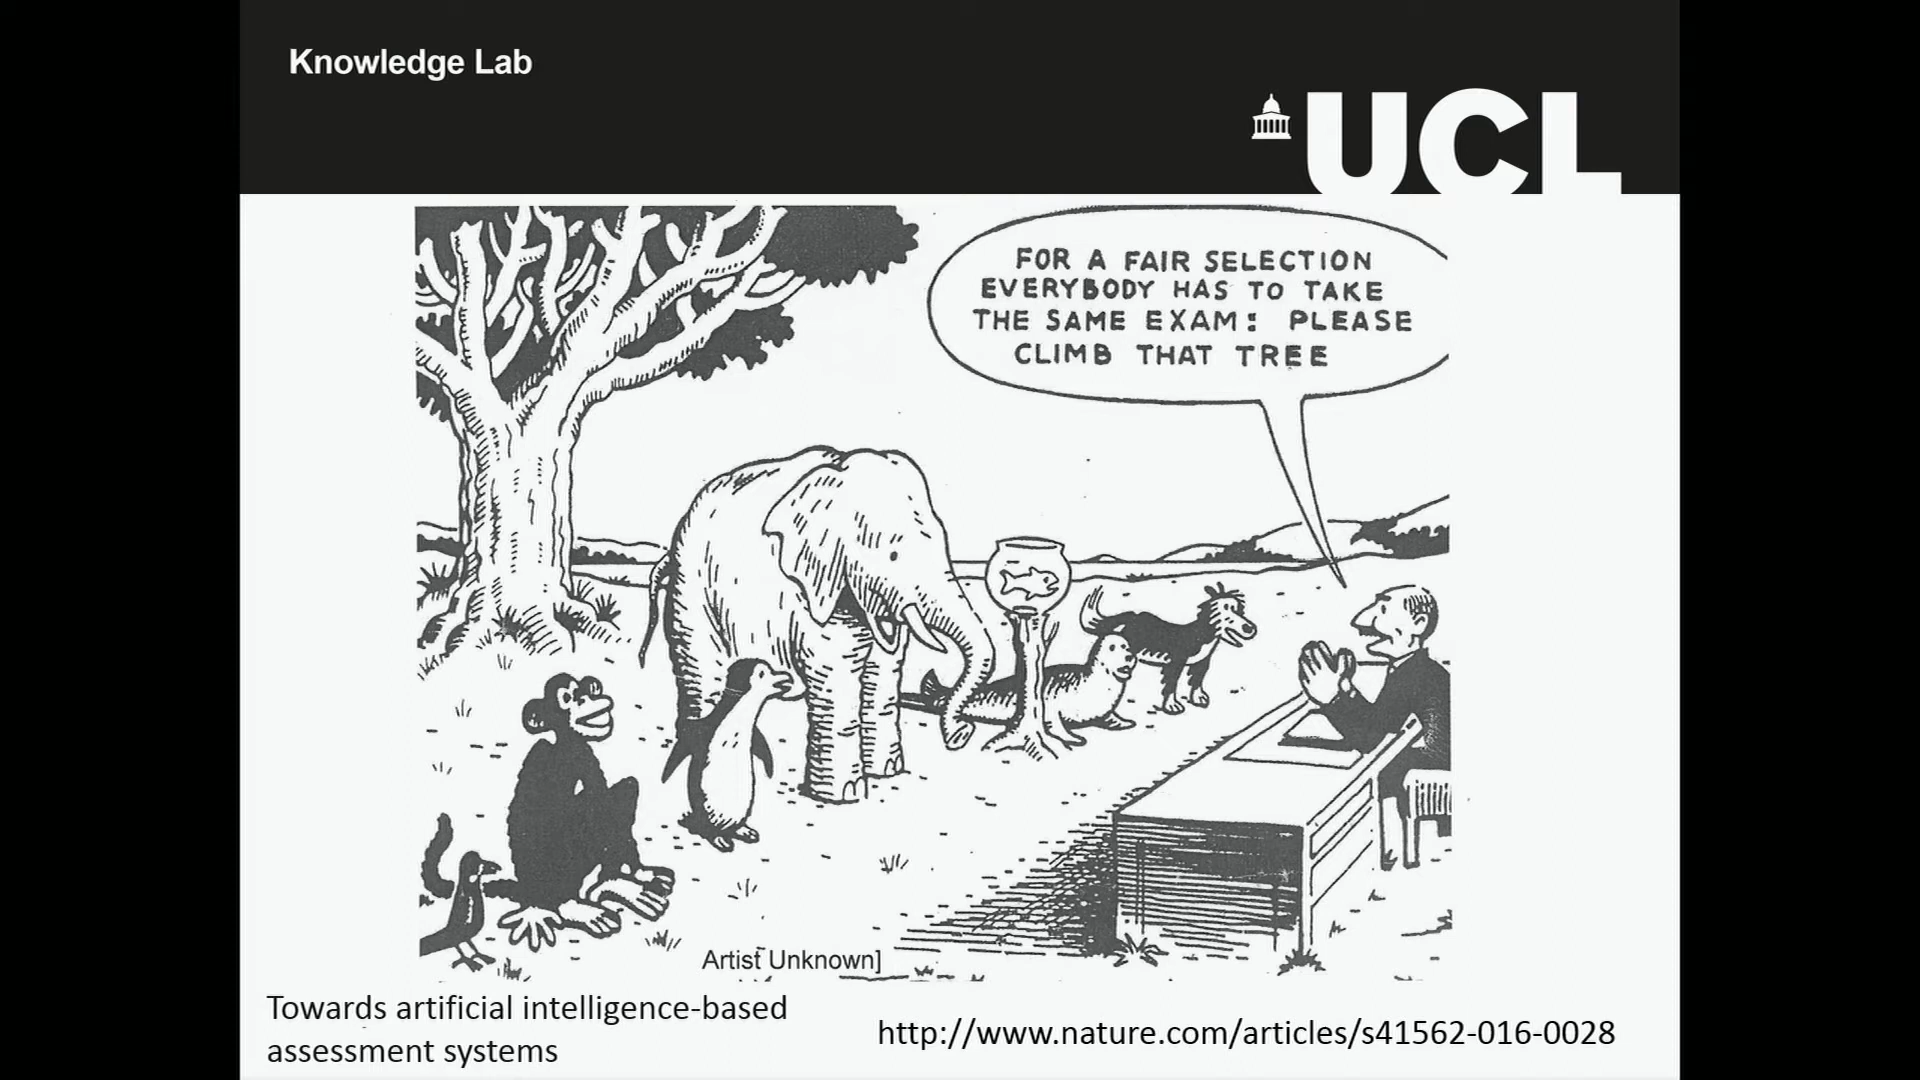 Knowledge Lab
UCL
FOR A FAIR SELECTION
EVERYBODY HAS TO TAKE
THE SAME EXAM: PLEASE
CLIMB THAT TREE
Artist Unknown]
Towards artificial intelligence-based
assessment systems
http://www.nature.com/articles/s41562-016-0028